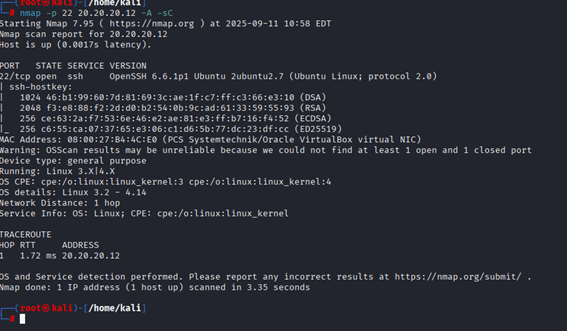 ┌──(root㉿kali)-[/home/kali]
└─# nmap -p 22 20.20.20.12 -A -sC
Starting Nmap 7.95 ( https://nmap.org ) at 2025-09-11 10:58 EDT
Nmap scan report for 20.20.20.12
Host is up (0.0017s latency).

PORT   STATE SERVICE VERSION
22/tcp open  ssh     OpenSSH 6.6.1p1 Ubuntu 2ubuntu2.7 (Ubuntu Linux; protocol 2.0)
| ssh-hostkey:
|   1024 46:b1:99:60:7d:81:69:3c:ae:1f:c7:ff:c3:66:e3:10 (DSA)
|   2048 f3:e8:88:f2:2d:d0:b2:54:0b:9c:ad:61:33:59:55:93 (RSA)
|   256 ce:63:2a:f7:53:6e:46:e2:ae:81:e3:ff:b7:16:f4:52 (ECDSA)
|_  256 c6:55:ca:07:37:65:e3:06:c1:d6:5b:77:dc:23:df:cc (ED25519)
MAC Address: 08:00:27:B4:4C:E0 (PCS Systemtechnik/Oracle VirtualBox virtual NIC)
Warning: OSScan results may be unreliable because we could not find at least 1 open and 1 closed port
Device type: general purpose
Running: Linux 3.X|4.X
OS CPE: cpe:/o:linux:linux_kernel:3 cpe:/o:linux:linux_kernel:4
OS details: Linux 3.2 - 4.14
Network Distance: 1 hop
Service Info: OS: Linux; CPE: cpe:/o:linux:linux_kernel

TRACEROUTE
HOP RTT     ADDRESS
1   1.72 ms 20.20.20.12

OS and Service detection performed. Please report any incorrect results at https://nmap.org/submit/ .
Nmap done: 1 IP address (1 host up) scanned in 3.35 seconds

┌──(root㉿kali)-[/home/kali]
└─#